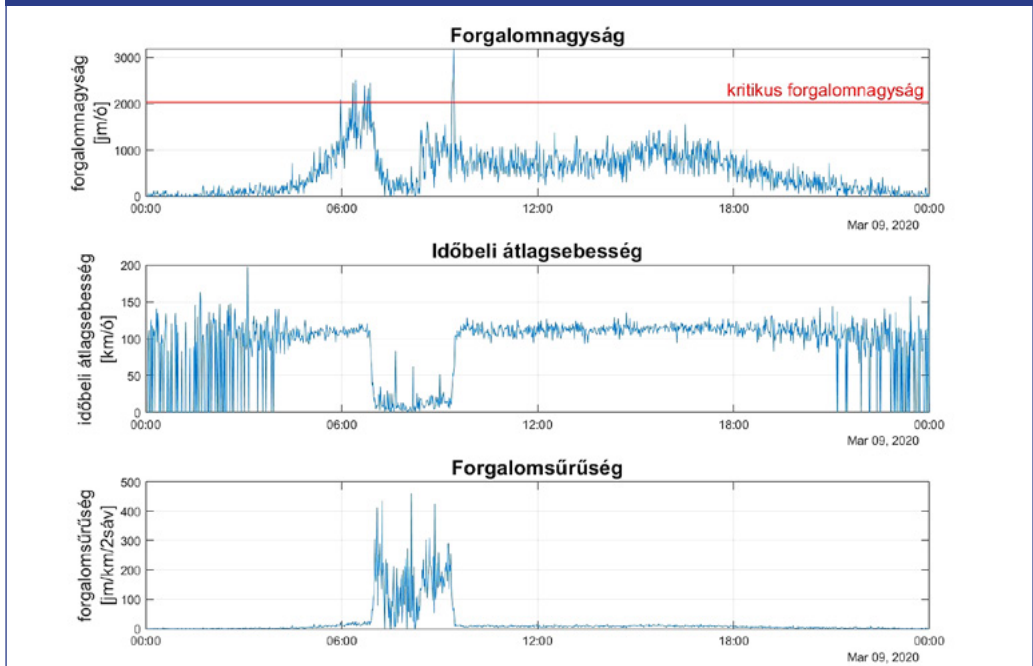 Forgalomnagyság
forgalomnagyság
[jm/ó]
3000
2000
1000
0
kritikus forgalomnagyság
00:00 06:00 12:00 18:00 00:00
Mar 09, 2020
Időbeli átlagsebesség
időbeli átlagsebesség
[km/ó]
200
150
100
50
0
00:00 06:00 12:00 18:00 00:00
Mar 09, 2020
Forgalomsűrűség
forgalomsűrűség
[jm/km/2sáv]
500
400
300
200
100
0
00:00 06:00 12:00 18:00 00:00
Mar 09, 2020